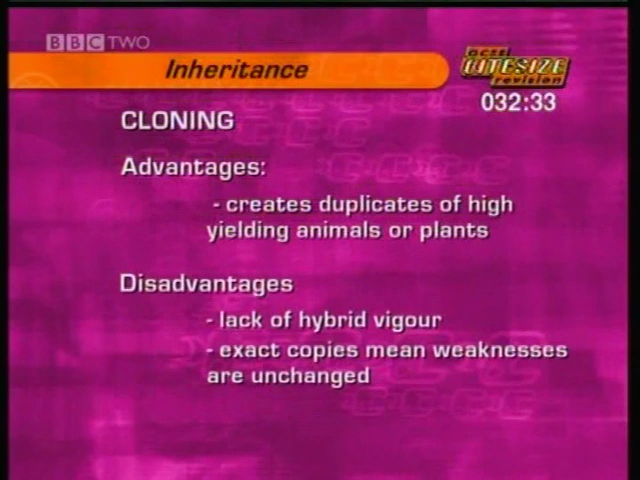 BBC TWO
Inheritance
GCSE
BITESIZE
revision
032:33
CLONING
Advantages:
- creates duplicates of high
yielding animals or plants
Disadvantages
- lack of hybrid vigour
- exact copies mean weaknesses
are unchanged